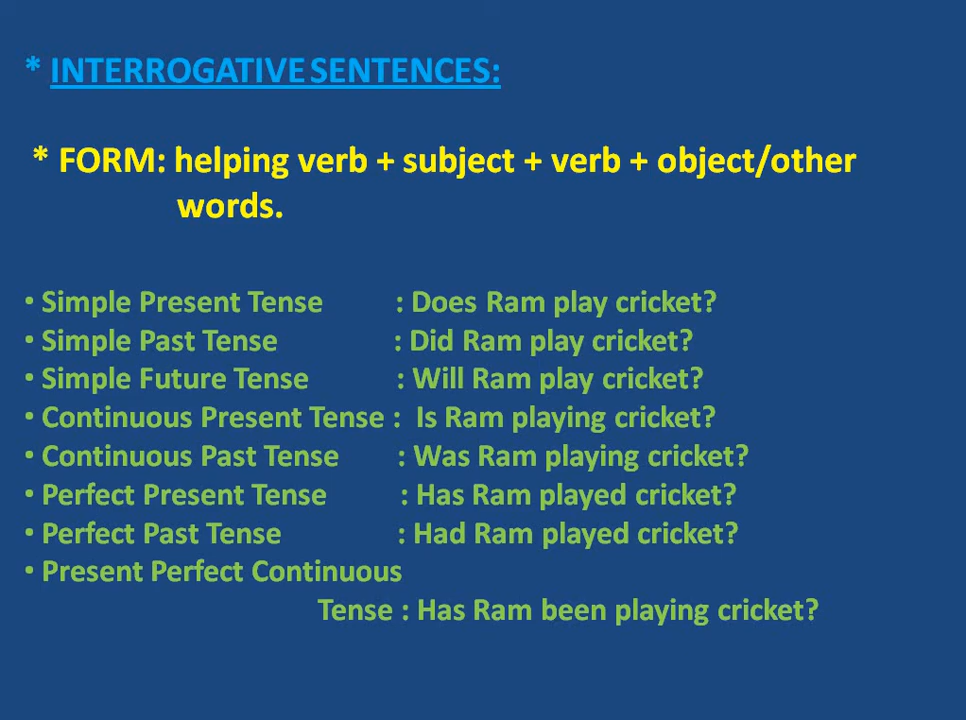 * INTERROGATIVE SENTENCES:
* FORM: helping verb + subject + verb + object/other
words.
• Simple Present Tense : Does Ram play cricket?
• Simple Past Tense : Did Ram play cricket?
• Simple Future Tense : Will Ram play cricket?
• Continuous Present Tense : Is Ram playing cricket?
• Continuous Past Tense : Was Ram playing cricket?
• Perfect Present Tense : Has Ram played cricket?
• Perfect Past Tense : Had Ram played cricket?
• Present Perfect Continuous
Tense : Has Ram been playing cricket?